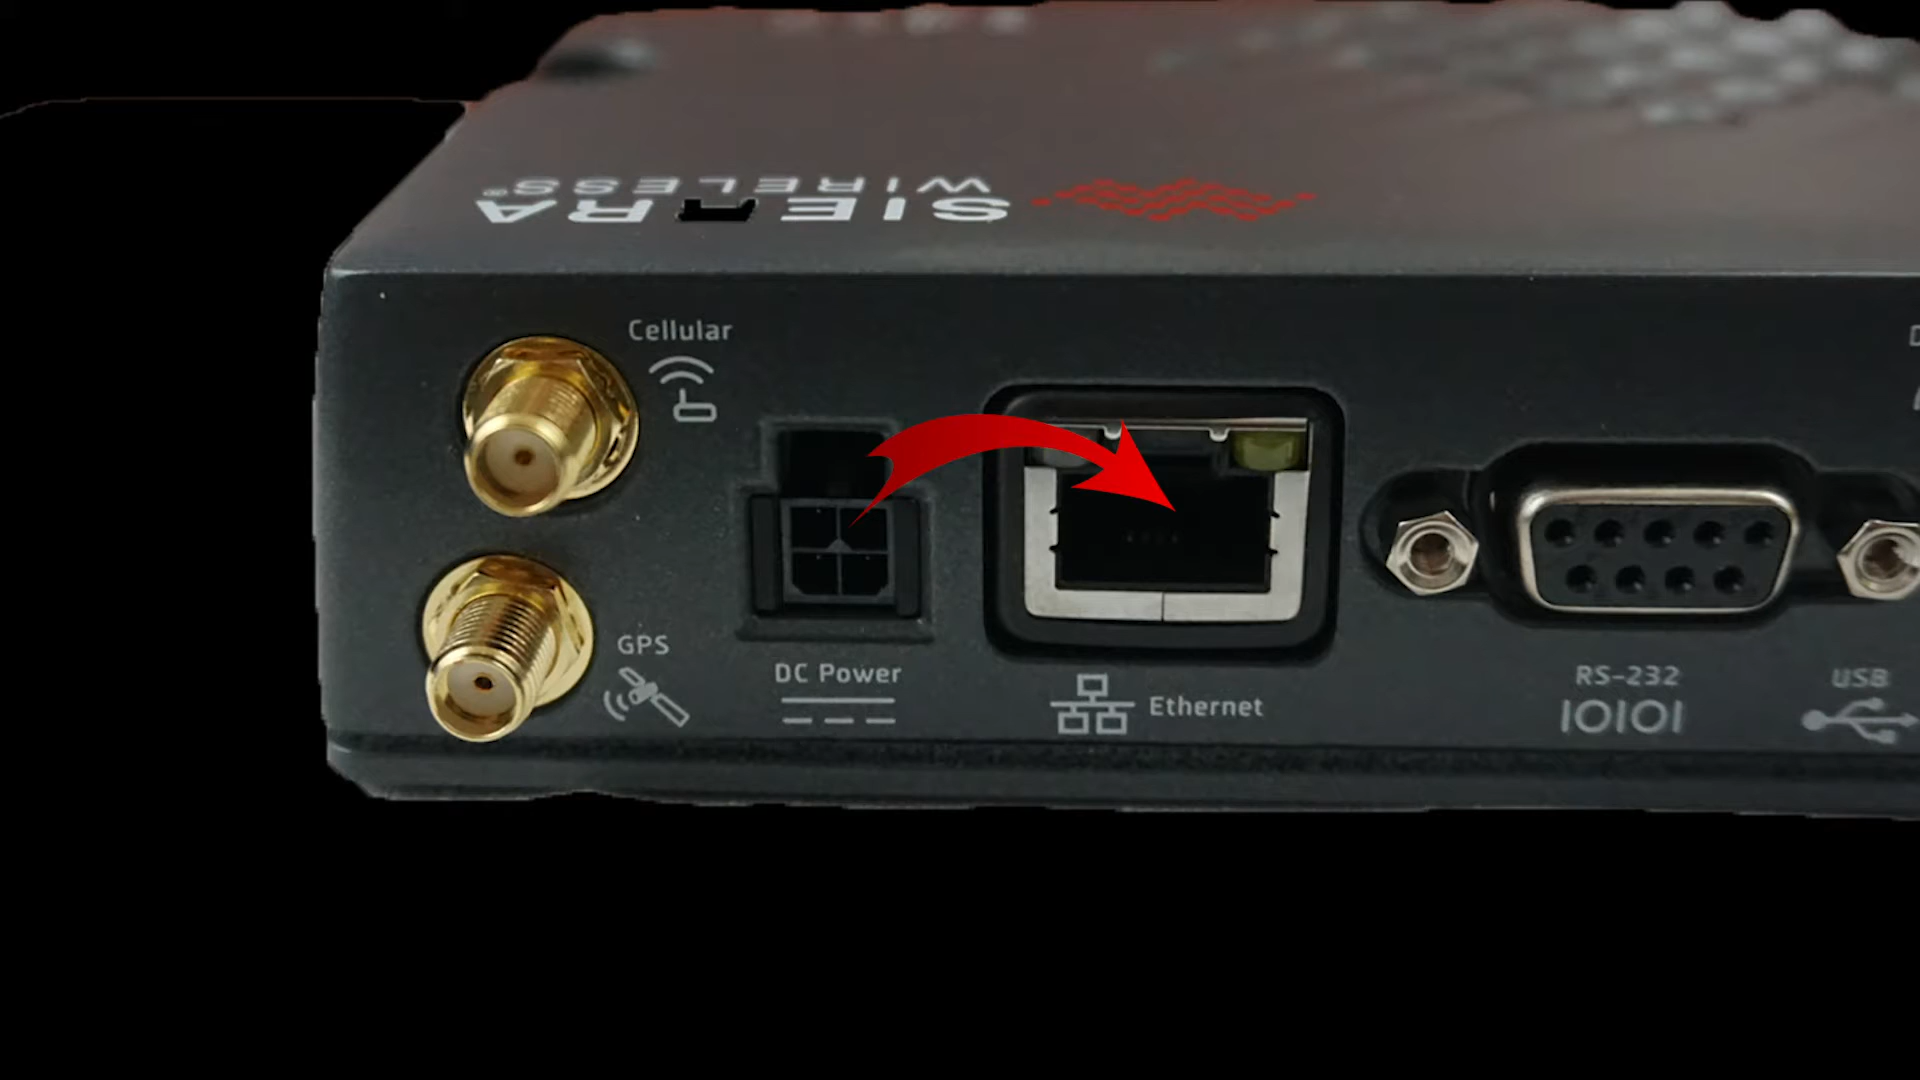 SIERRA
WIRELESS®
Cellular
GPS
DC Power
Ethernet
RS-232
IOIOI
USB